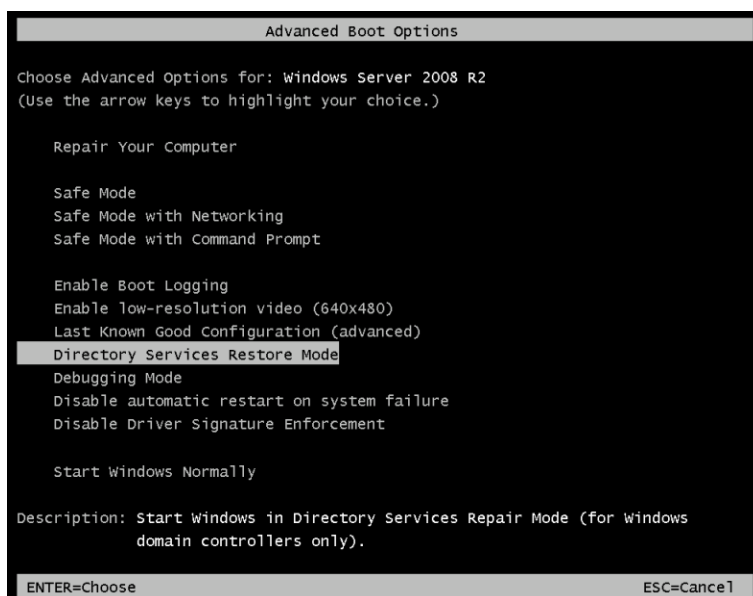 Advanced Boot Options
Choose Advanced Options for: Windows Server 2008 R2
(Use the arrow keys to highlight your choice.)
Repair Your Computer
Safe Mode
Safe Mode with Networking
Safe Mode with Command Prompt
Enable Boot Logging
Enable low-resolution video (640x480)
Last Known Good Configuration (advanced)
Directory Services Restore Mode
Debugging Mode
Disable automatic restart on system failure
Disable Driver Signature Enforcement
Start Windows Normally
Description: Start Windows in Directory Services Repair Mode (for Windows
domain controllers only).
ENTER=Choose ESC=Cancel